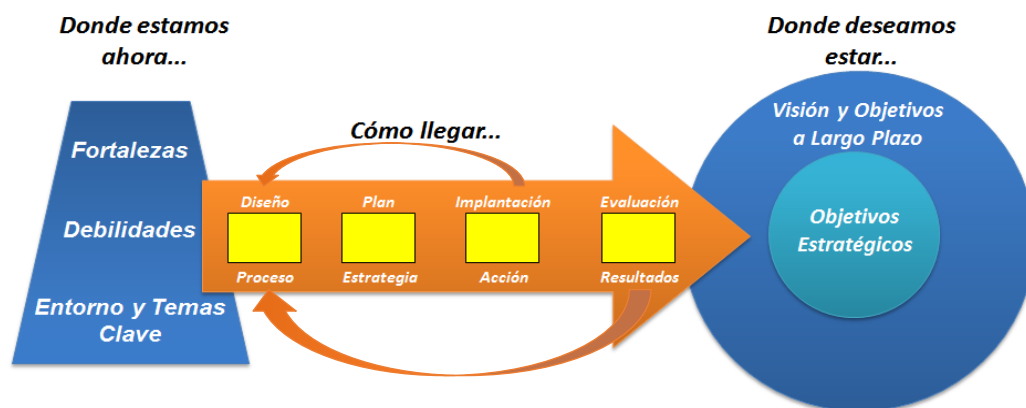 Donde estamos
ahora...
Donde deseamos
estar...
Fortalezas
Debilidades
Entorno y Temas
Clave
Cómo llegar...
Diseño
Plan
Implantación
Evaluación
Proceso
Estrategia
Acción
Resultados
Visión y Objetivos
a Largo Plazo
Objetivos
Estratégicos